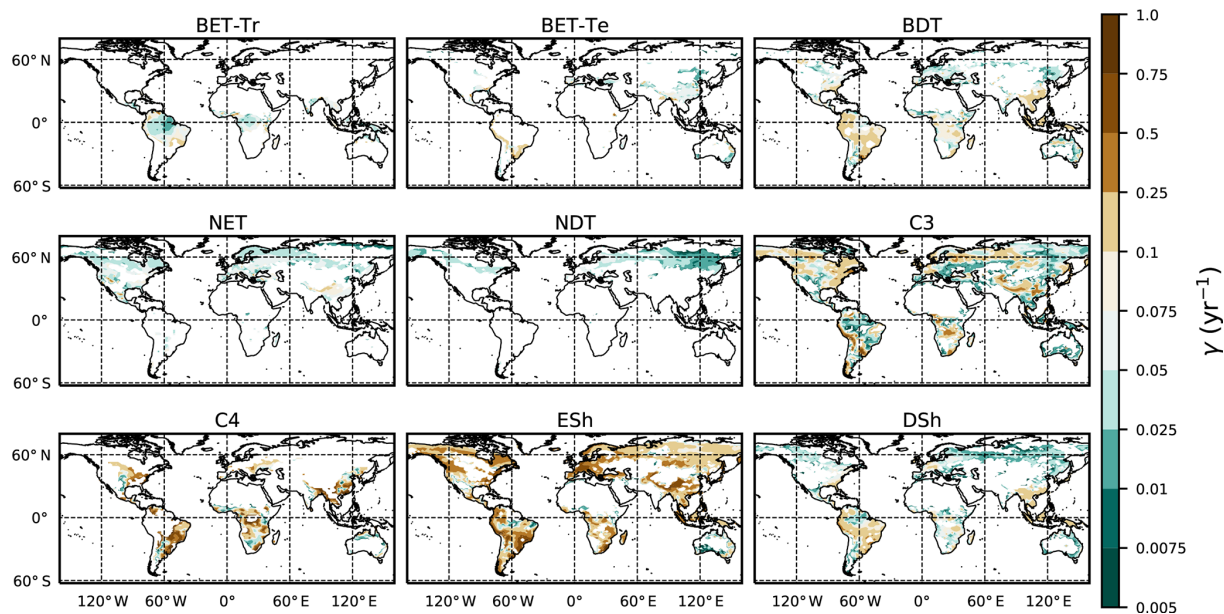 BET-Tr BET-Te BDT
60° N
0°
60° S
NET NDT C3
60° N
0°
60° S
C4 ESh DSh
60° N
0°
60° S
120°W 60°W 0° 60°E 120°E 120°W 60°W 0° 60°E 120°E 120°W 60°W 0° 60°E 120°E
1.0
0.75
0.5
0.25
0.1
0.075
0.05
0.025
0.01
0.0075
0.005
γ (yr⁻¹)